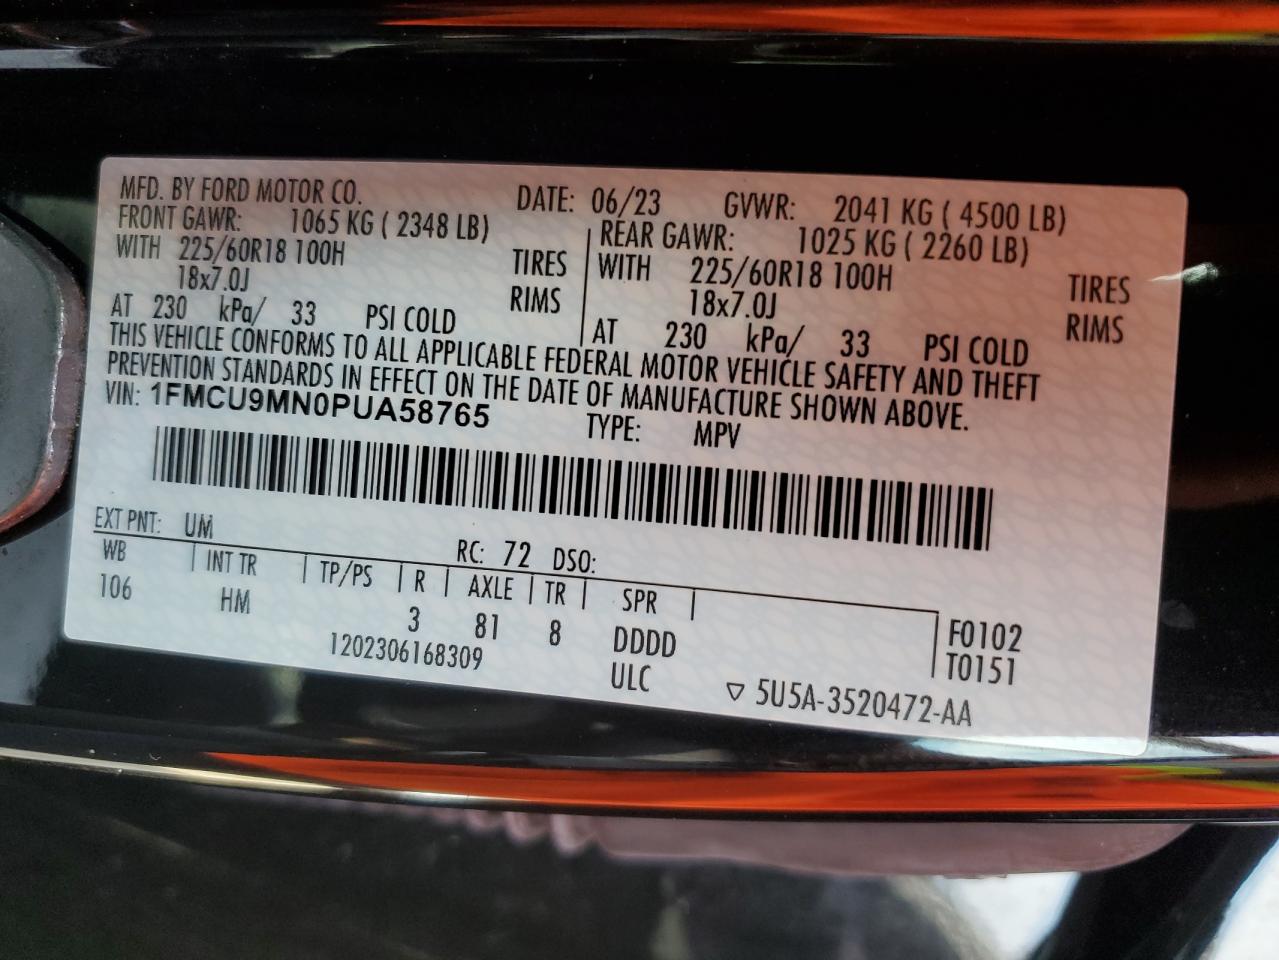 MFD. BY FORD MOTOR CO. DATE: 06/23 GVWR: 2041 KG ( 4500 LB)
FRONT GAWR: 1065 KG ( 2348 LB) REAR GAWR: 1025 KG ( 2260 LB)
WITH 225/60R18 100H TIRES WITH 225/60R18 100H TIRES
18x7.0J RIMS 18x7.0J RIMS
AT 230 kPa/ 33 PSI COLD AT 230 kPa/ 33 PSI COLD
THIS VEHICLE CONFORMS TO ALL APPLICABLE FEDERAL MOTOR VEHICLE SAFETY AND THEFT
PREVENTION STANDARDS IN EFFECT ON THE DATE OF MANUFACTURE SHOWN ABOVE.
VIN: 1FMCU9MN0PUA58765 TYPE: MPV
EXT PNT: UM RC: 72 DSO:
WB INT TR TP/PS R AXLE TR SPR
106 HM 3 81 8 DDDD F0102
1202306168309 ULC T0151
▽ 5U5A-3520472-AA